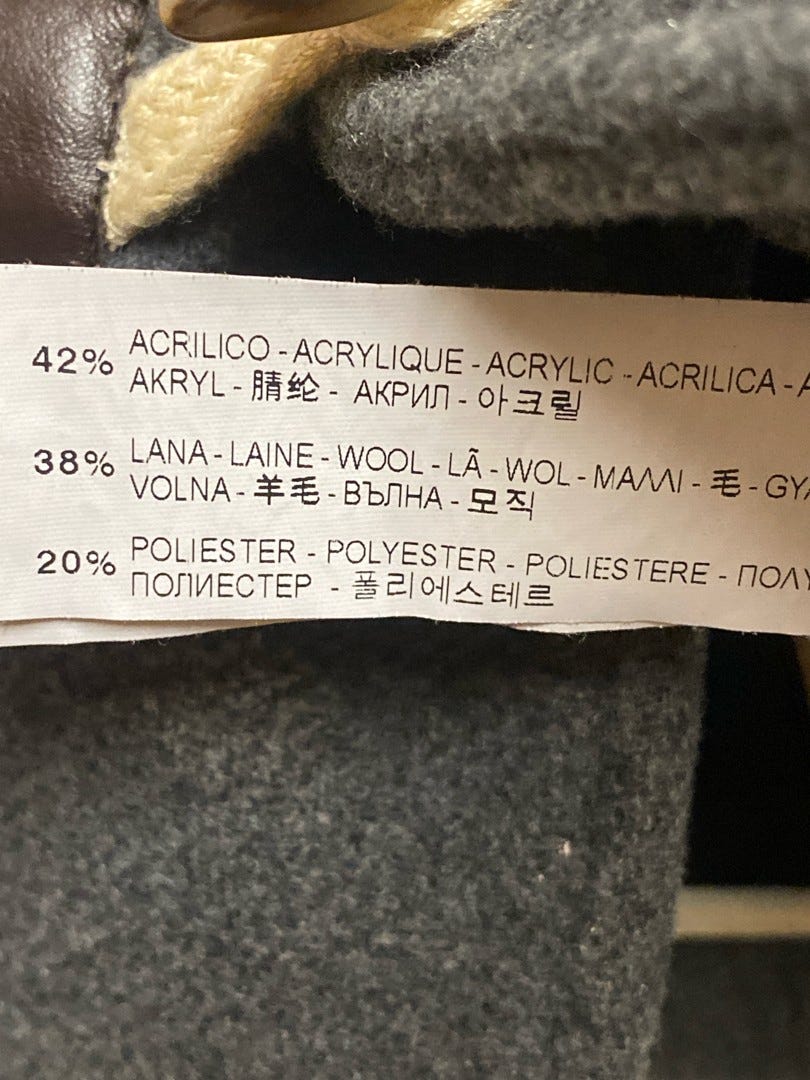 42% ACRILICO - ACRYLIQUE - ACRYLIC - ACRILICA -
AKRYL - 腈纶 - АКРИЛ - 아크릴
38% LANA - LAINE - WOOL - LÃ - WOL - ΜΑΛΛΙ - 毛 -
VOLNA - 羊毛 - ВЪЛНА - 모직
20% POLIESTER - POLYESTER - POLIESTERE -
ПОЛИЕСТЕР - 폴리에스테르